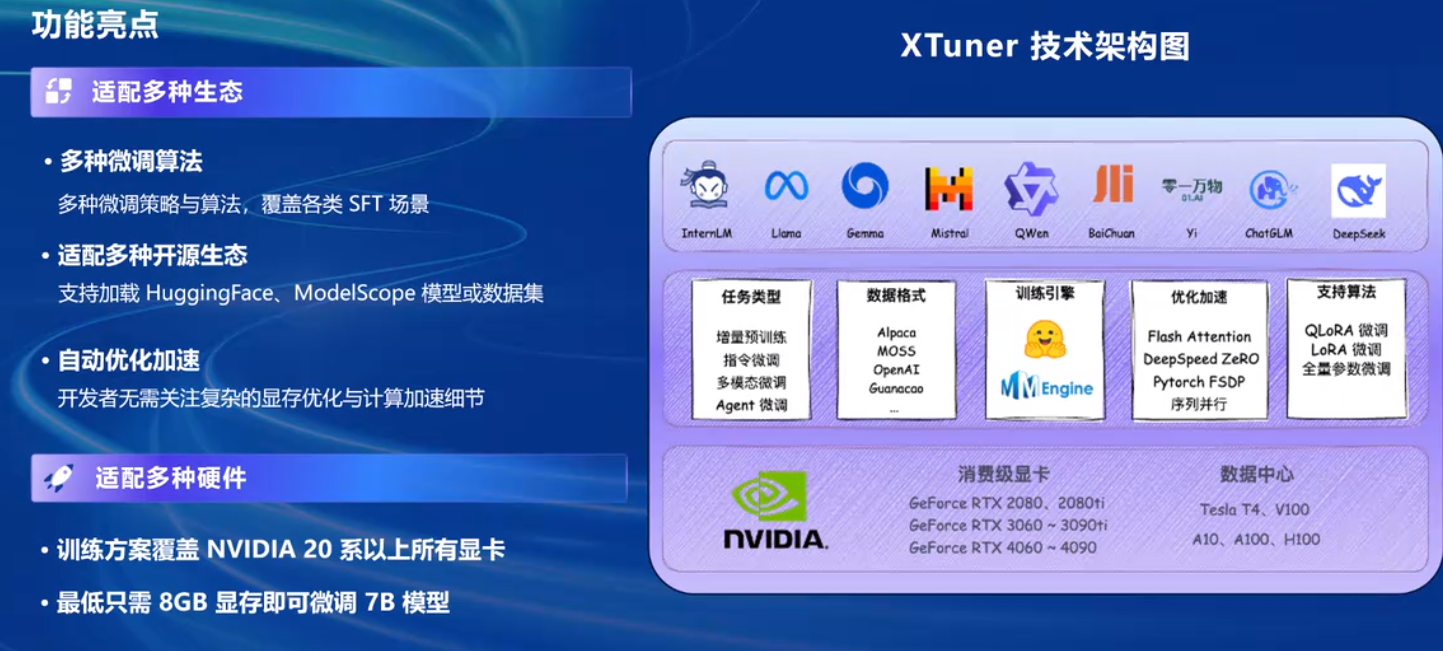 功能亮点
适配多种生态
• 多种微调算法
多种微调策略与算法，覆盖各类 SFT 场景
• 适配多种开源生态
支持加载 HuggingFace、ModelScope 模型或数据集
• 自动优化加速
开发者无需关注复杂的显存优化与计算加速细节
适配多种硬件
• 训练方案覆盖 NVIDIA 20 系以上所有显卡
• 最低只需 8GB 显存即可微调 7B 模型
XTuner 技术架构图
零一万物
01.AI
InternLM Llama Gemma Mistral QWen BaiChuan Yi ChatGLM DeepSeek
任务类型
增量预训练
指令微调
多模态微调
Agent 微调
数据格式
Alpaca
MOSS
OpenAI
Guanacao
...
训练引擎
MMEngine
优化加速
Flash Attention
DeepSpeed ZeRO
Pytorch FSDP
序列并行
支持算法
QLoRA 微调
LoRA 微调
全量参数微调
NVIDIA.
消费级显卡
GeForce RTX 2080、2080ti
GeForce RTX 3060 ~ 3090ti
GeForce RTX 4060 ~ 4090
数据中心
Tesla T4、V100
A10、A100、H100